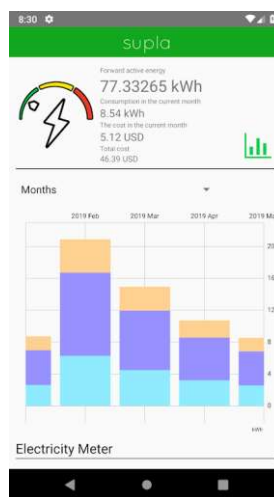 8:30
supla
Forward active energy
77.33265 kWh
Consumption in the current month
8.54 kWh
The cost in the current month
5.12 USD
Total cost
46.39 USD
Months
2019 Feb 2019 Mar 2019 Apr 2019 Ma
20
16
12
8
4
0
kWh
Electricity Meter